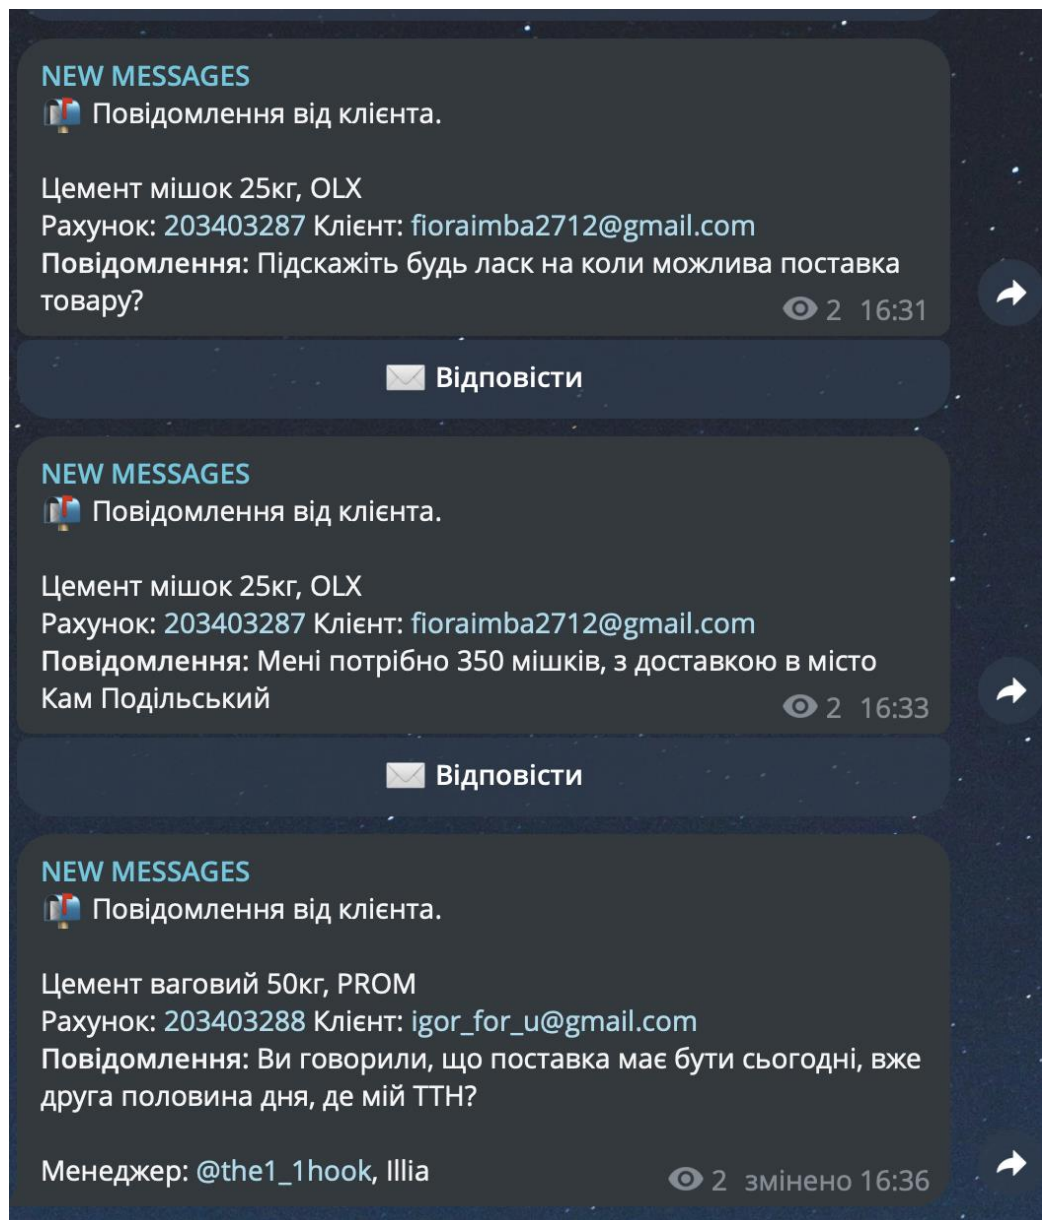 NEW MESSAGES
📬 Повідомлення від клієнта.
Цемент мішок 25кг, OLX
Рахунок: 203403287 Клієнт: fioraimba2712@gmail.com
Повідомлення: Підскажіть будь ласк на коли можлива поставка
товару?
2 16:31
✉️ Відповісти
NEW MESSAGES
📬 Повідомлення від клієнта.
Цемент мішок 25кг, OLX
Рахунок: 203403287 Клієнт: fioraimba2712@gmail.com
Повідомлення: Мені потрібно 350 мішків, з доставкою в місто
Кам Подільський
2 16:33
✉️ Відповісти
NEW MESSAGES
📬 Повідомлення від клієнта.
Цемент ваговий 50кг, PROM
Рахунок: 203403288 Клієнт: igor_for_u@gmail.com
Повідомлення: Ви говорили, що поставка має бути сьогодні, вже
друга половина дня, де мій ТТН?
Менеджер: @the1_1hook, Illia
2 змінено 16:36